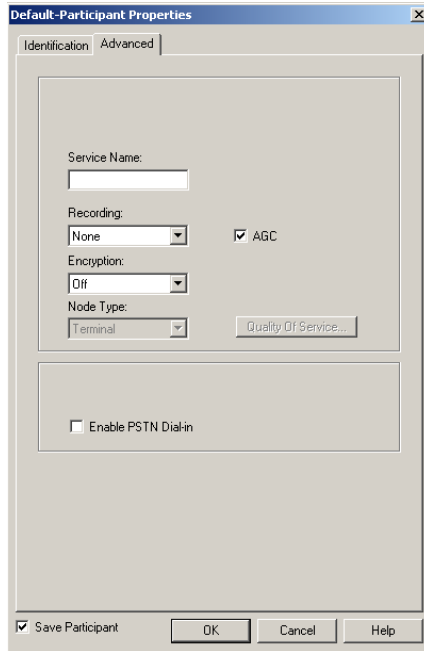 Default-Participant Properties
Identification Advanced
Service Name:
Recording:
None
AGC
Encryption:
Off
Node Type:
Terminal
Quality Of Service...
Enable PSTN Dial-in
Save Participant
OK Cancel Help